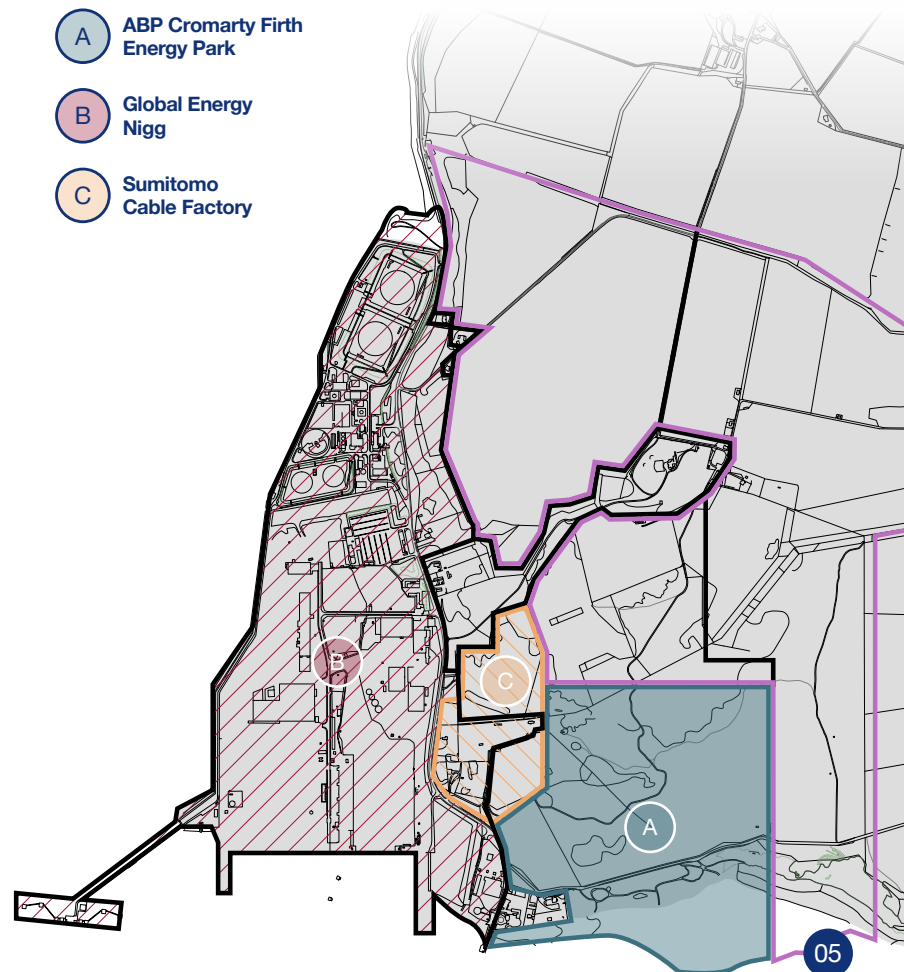 A
ABP Cromarty Firth
Energy Park
B
Global Energy
Nigg
C
Sumitomo
Cable Factory
B
C
A
05